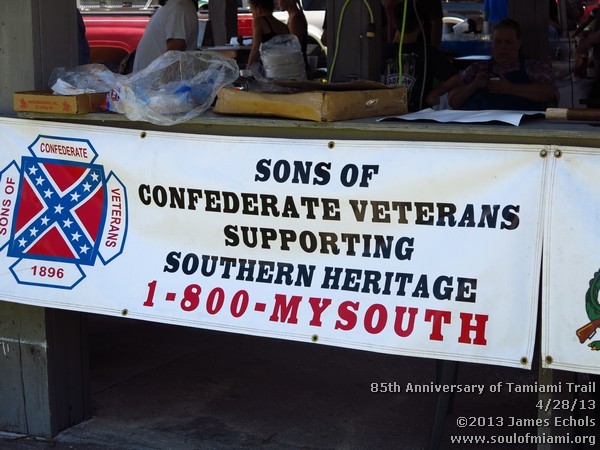 CONFEDERATE
SONS OF
VETERANS
1896
SONS OF
CONFEDERATE VETERANS
SUPPORTING
SOUTHERN HERITAGE
1-800-MYSOUTH
85th Anniversary of Tamiami Trail
4/28/13
©2013 James Echols
www.soulofmiami.org